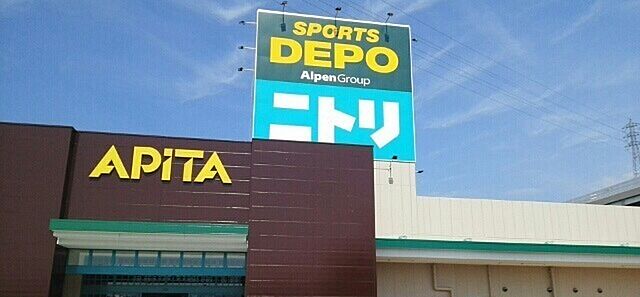 SPORTS
DEPO
Alpen Group
ニトリ
APiTA